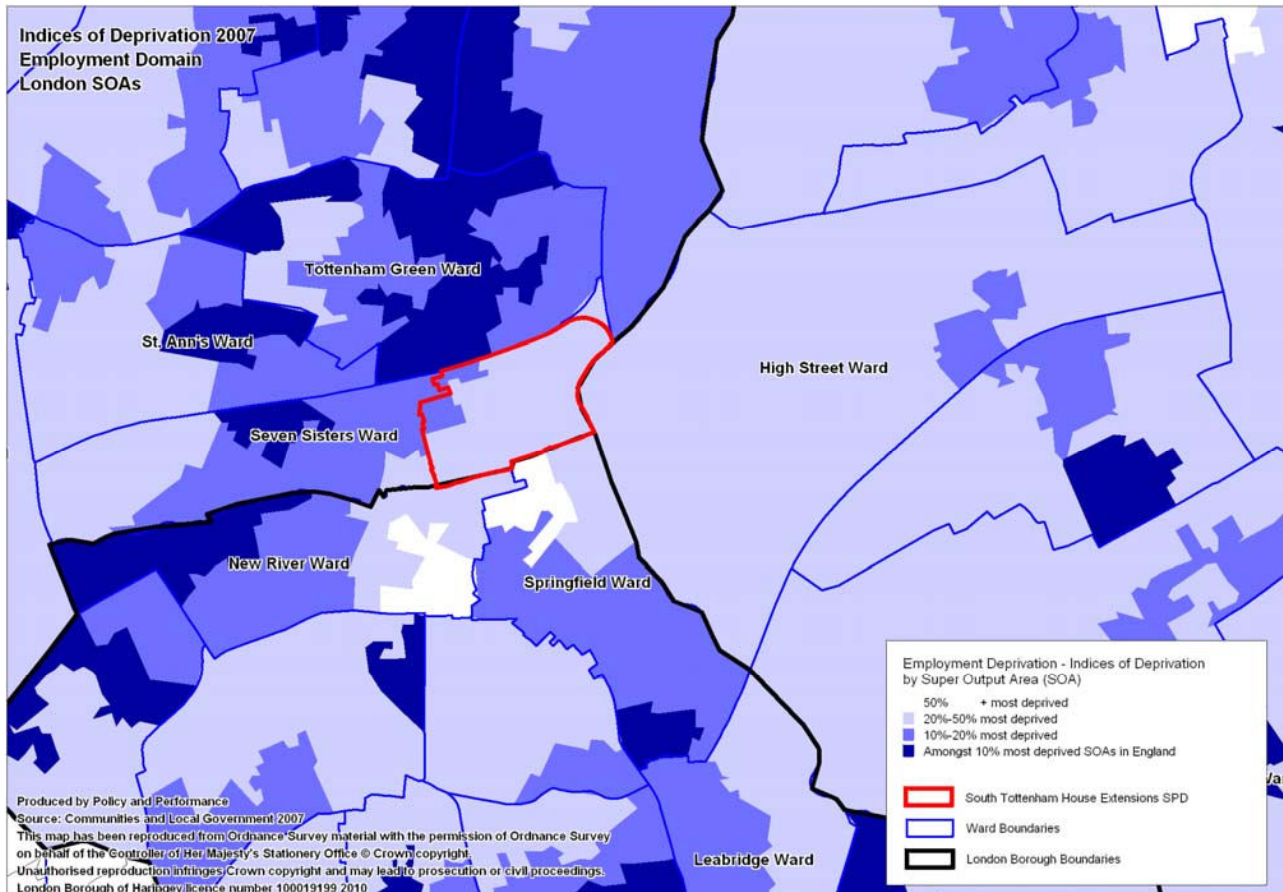 Indices of Deprivation 2007
Employment Domain
London SOAs
Tottenham Green Ward
St. Ann's Ward
High Street Ward
Seven Sisters Ward
New River Ward
Springfield Ward
Leabridge Ward
Employment Deprivation - Indices of Deprivation
by Super Output Area (SOA)
50% + most deprived
20%-50% most deprived
10%-20% most deprived
Amongst 10% most deprived SOAs in England
South Tottenham House Extensions SPD
Ward Boundaries
London Borough Boundaries
Produced by Policy and Performance
Source: Communities and Local Government 2007
This map has been reproduced from Ordnance Survey material with the permission of Ordnance Survey
on behalf of the Controller of Her Majesty's Stationery Office © Crown copyright.
Unauthorised reproduction infringes Crown copyright and may lead to prosecution or civil proceedings.
London Borough of Haringey licence number 100019199 2010